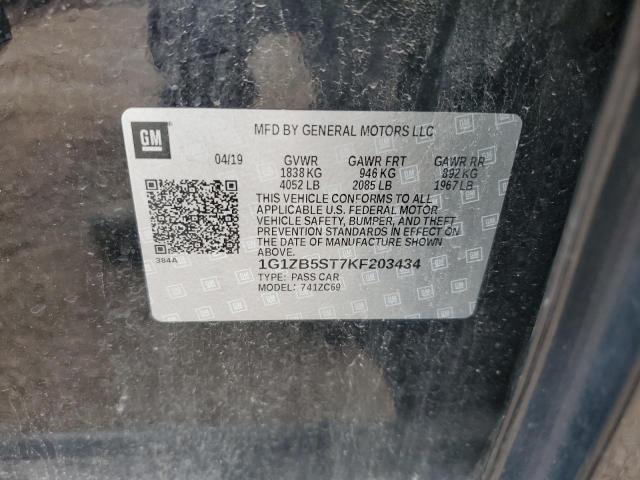 GM
MFD BY GENERAL MOTORS LLC
04/19 GVWR GAWR FRT GAWR RR
1838 KG 946 KG 892 KG
4052 LB 2085 LB 1967 LB
THIS VEHICLE CONFORMS TO ALL
APPLICABLE U.S. FEDERAL MOTOR
VEHICLE SAFETY, BUMPER, AND THEFT
PREVENTION STANDARDS IN EFFECT
ON THE DATE OF MANUFACTURE SHOWN
ABOVE.
384A
1G1ZB5ST7KF203434
TYPE: PASS CAR
MODEL: 741ZC69